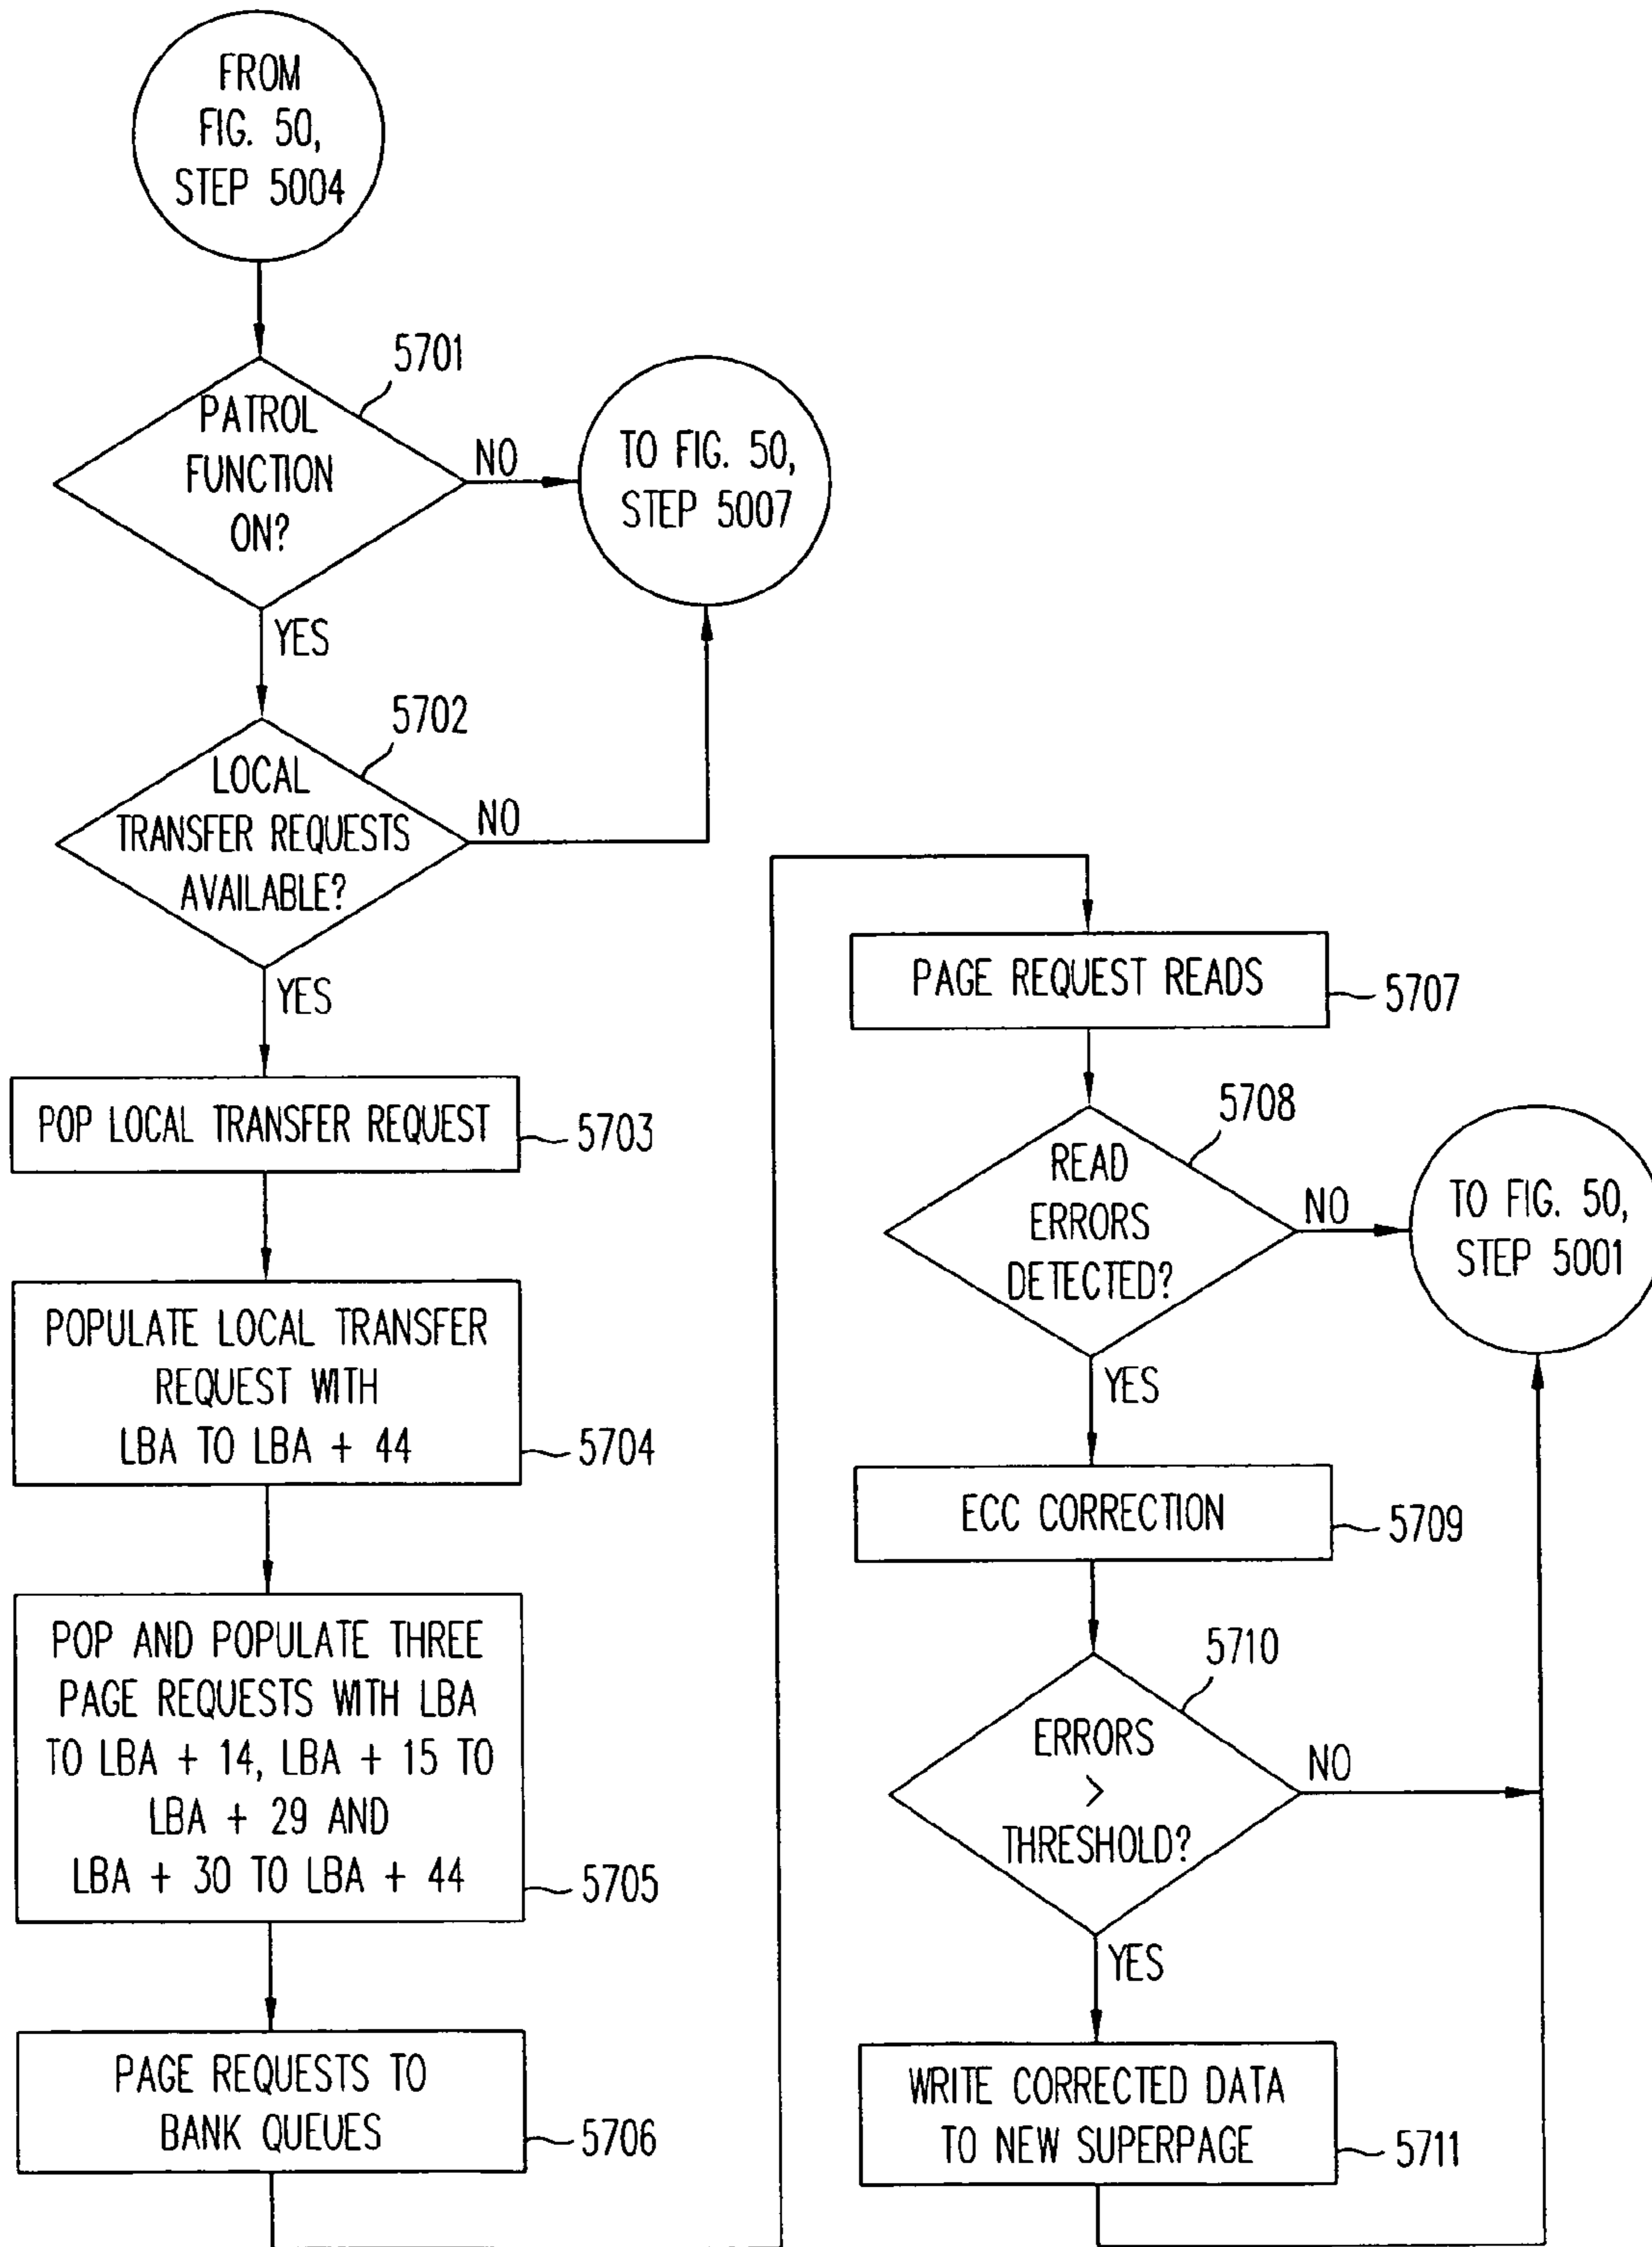 FROM
FIG. 50,
STEP 5004
5701
PATROL
FUNCTION
ON?
NO
TO FIG. 50,
STEP 5007
YES
5702
LOCAL
TRANSFER REQUESTS
AVAILABLE?
NO
YES
POP LOCAL TRANSFER REQUEST
5703
POPULATE LOCAL TRANSFER
REQUEST WITH
LBA TO LBA + 44
5704
POP AND POPULATE THREE
PAGE REQUESTS WITH LBA
TO LBA + 14, LBA + 15 TO
LBA + 29 AND
LBA + 30 TO LBA + 44
5705
PAGE REQUESTS TO
BANK QUEUES
5706
PAGE REQUEST READS
5707
5708
READ
ERRORS
DETECTED?
NO
TO FIG. 50,
STEP 5001
YES
ECC CORRECTION
5709
5710
ERRORS
>
THRESHOLD?
NO
YES
WRITE CORRECTED DATA
TO NEW SUPERPAGE
5711